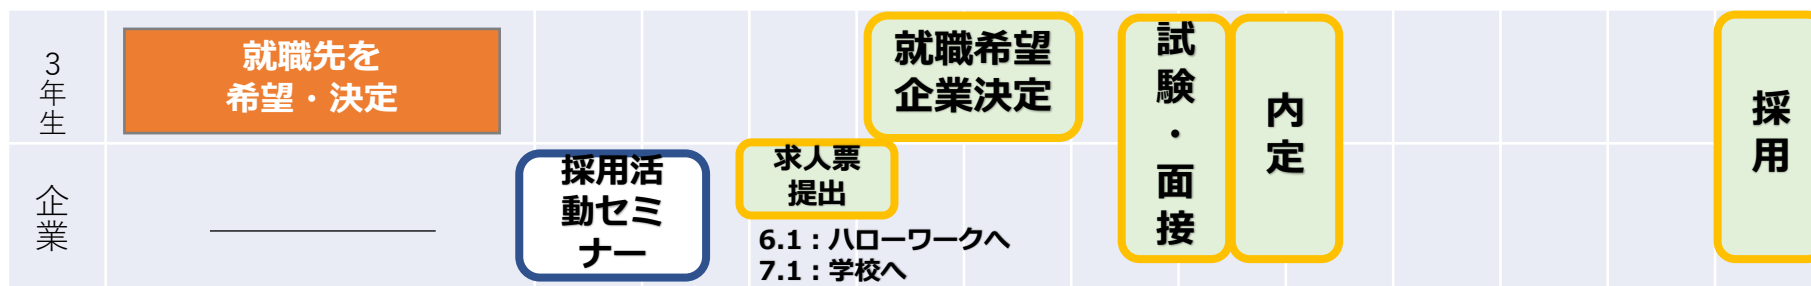 3年生
就職先を
希望・決定
就職希望
企業決定
試験・面接
内定
採用
企業
採用活
動セミ
ナー
求人票
提出
6.1：ハローワークへ
7.1：学校へ